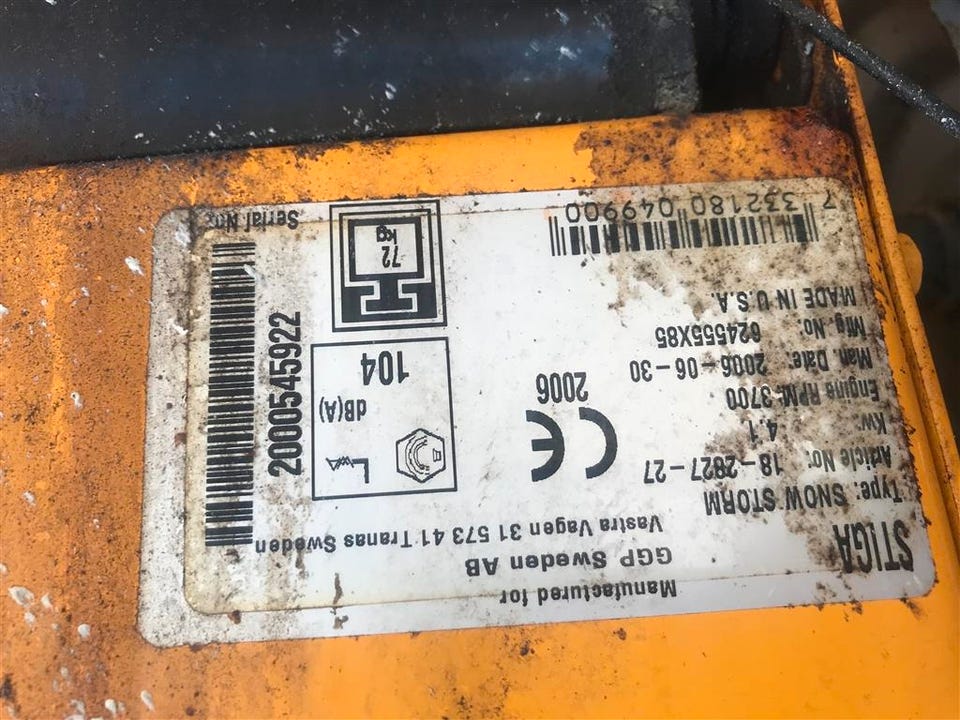 STIGA
Type: SNOW STORM
Article No: 18-2827-27
Kw: 4.1
Engine RPM: 3700
Man. Date: 2006-06-30
Mfg No: 624555X85
MADE IN U.S.A.
7 332180 049900
Manufactured for
GGP Sweden AB
Vastra Vagen 31 573 41 Tranas Sweden
CE
2006
LWA
dB(A)
104
72
kg
Serial No:
2000545922